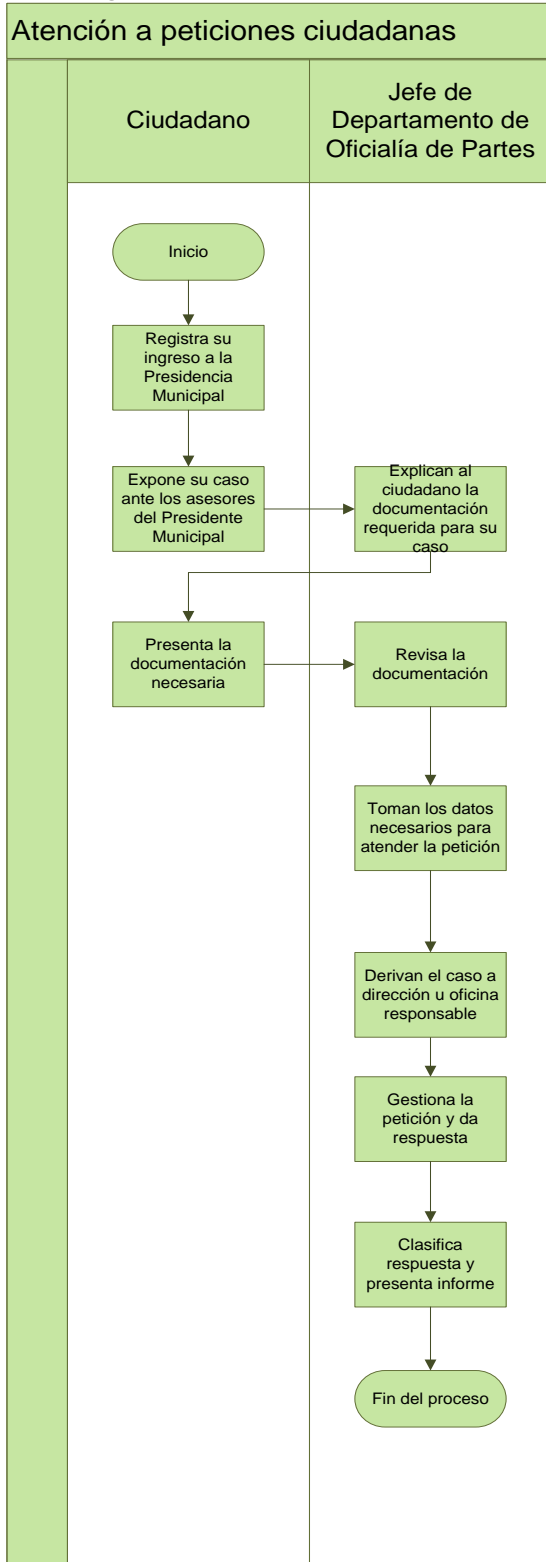 Atención a peticiones ciudadanas
Ciudadano
Jefe de
Departamento de
Oficialía de Partes
Inicio
Registra su
ingreso a la
Presidencia
Municipal
Expone su caso
ante los asesores
del Presidente
Municipal
Explican al
ciudadano la
documentación
requerida para su
caso
Presenta la
documentación
necesaria
Revisa la
documentación
Toman los datos
necesarios para
atender la petición
Derivan el caso a
dirección u oficina
responsable
Gestiona la
petición y da
respuesta
Clasifica
respuesta y
presenta informe
Fin del proceso